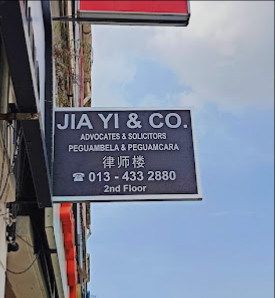 JIA YI & CO.
ADVOCATES & SOLICITORS
PEGUAMBELA & PEGUAMCARA
律师楼
☎ 013 - 433 2880
2nd Floor